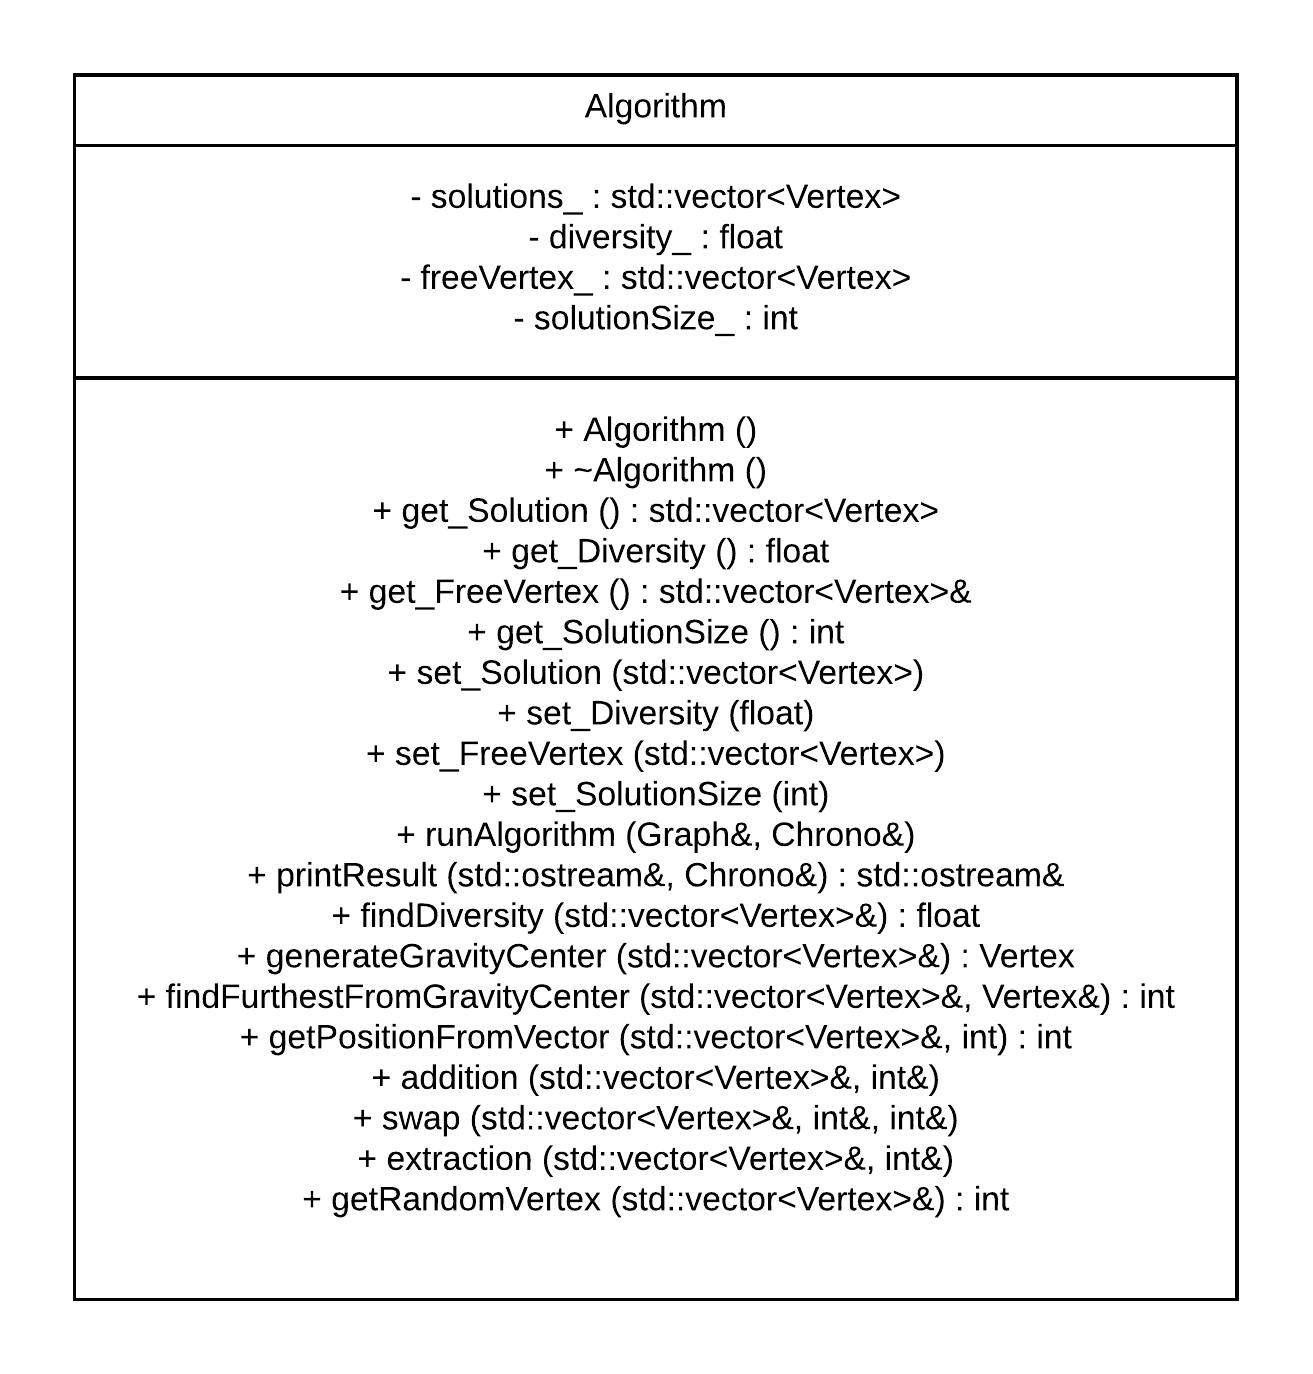 Algorithm
- solutions_ : std::vector<Vertex>
- diversity_ : float
- freeVertex_ : std::vector<Vertex>
- solutionSize_ : int
+ Algorithm ()
+ ~Algorithm ()
+ get_Solution () : std::vector<Vertex>
+ get_Diversity () : float
+ get_FreeVertex () : std::vector<Vertex>&
+ get_SolutionSize () : int
+ set_Solution (std::vector<Vertex>)
+ set_Diversity (float)
+ set_FreeVertex (std::vector<Vertex>)
+ set_SolutionSize (int)
+ runAlgorithm (Graph&, Chrono&)
+ printResult (std::ostream&, Chrono&) : std::ostream&
+ findDiversity (std::vector<Vertex>&) : float
+ generateGravityCenter (std::vector<Vertex>&) : Vertex
+ findFurthestFromGravityCenter (std::vector<Vertex>&, Vertex&) : int
+ getPositionFromVector (std::vector<Vertex>&, int) : int
+ addition (std::vector<Vertex>&, int&)
+ swap (std::vector<Vertex>&, int&, int&)
+ extraction (std::vector<Vertex>&, int&)
+ getRandomVertex (std::vector<Vertex>&) : int